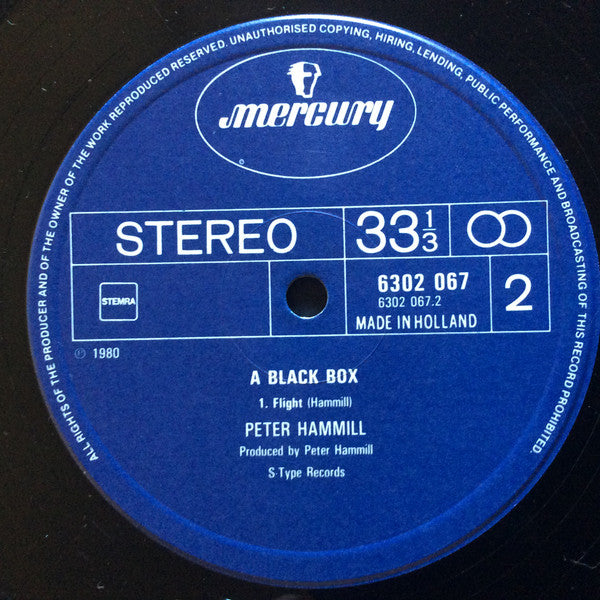 ALL RIGHTS OF THE PRODUCER AND OF THE OWNER OF THE WORK REPRODUCED RESERVED. UNAUTHORISED COPYING, HIRING, LENDING, PUBLIC PERFORMANCE AND BROADCASTING OF THIS RECORD PROHIBITED.
mercury
©
STEREO
33 1/3
STEMRA
6302 067
6302 067.2
MADE IN HOLLAND
2
℗ 1980
A BLACK BOX
1. Flight (Hammill)
PETER HAMMILL
Produced by Peter Hammill
S-Type Records